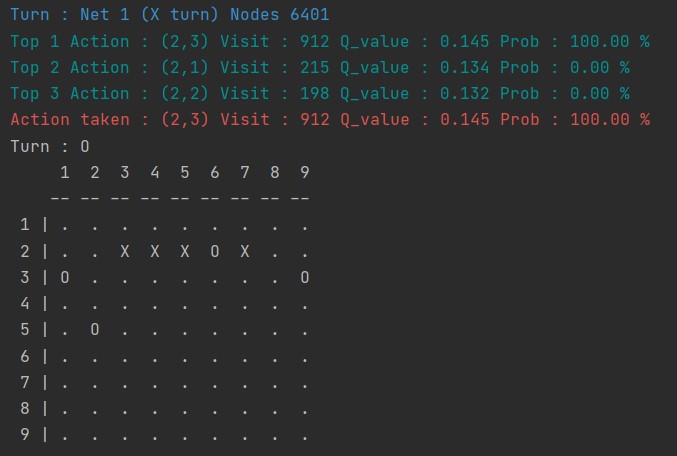 Turn : Net 1 (X turn) Nodes 6401
Top 1 Action : (2,3) Visit : 912 Q_value : 0.145 Prob : 100.00 %
Top 2 Action : (2,1) Visit : 215 Q_value : 0.134 Prob : 0.00 %
Top 3 Action : (2,2) Visit : 198 Q_value : 0.132 Prob : 0.00 %
Action taken : (2,3) Visit : 912 Q_value : 0.145 Prob : 100.00 %
Turn : O
1 2 3 4 5 6 7 8 9
-- -- -- -- -- -- -- -- --
1 | . . . . . . . . .
2 | . . X X X O X . .
3 | O . . . . . . . O
4 | . . . . . . . . .
5 | . O . . . . . . .
6 | . . . . . . . . .
7 | . . . . . . . . .
8 | . . . . . . . . .
9 | . . . . . . . . .